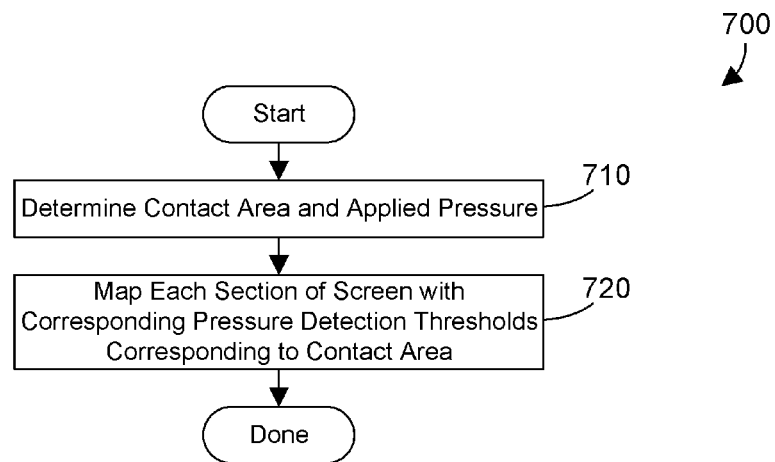 700
Start
710
Determine Contact Area and Applied Pressure
720
Map Each Section of Screen with
Corresponding Pressure Detection Thresholds
Corresponding to Contact Area
Done